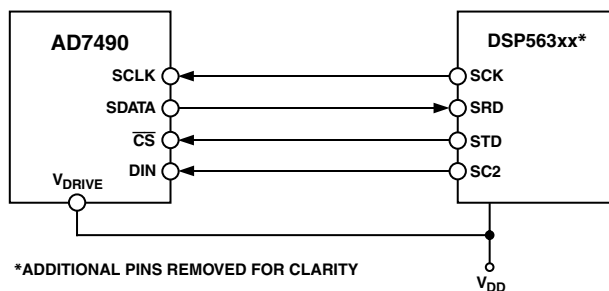 AD7490
DSP563xx*
SCLK
SCK
SDATA
SRD
CS
STD
DIN
SC2
VDRIVE
*ADDITIONAL PINS REMOVED FOR CLARITY
VDD